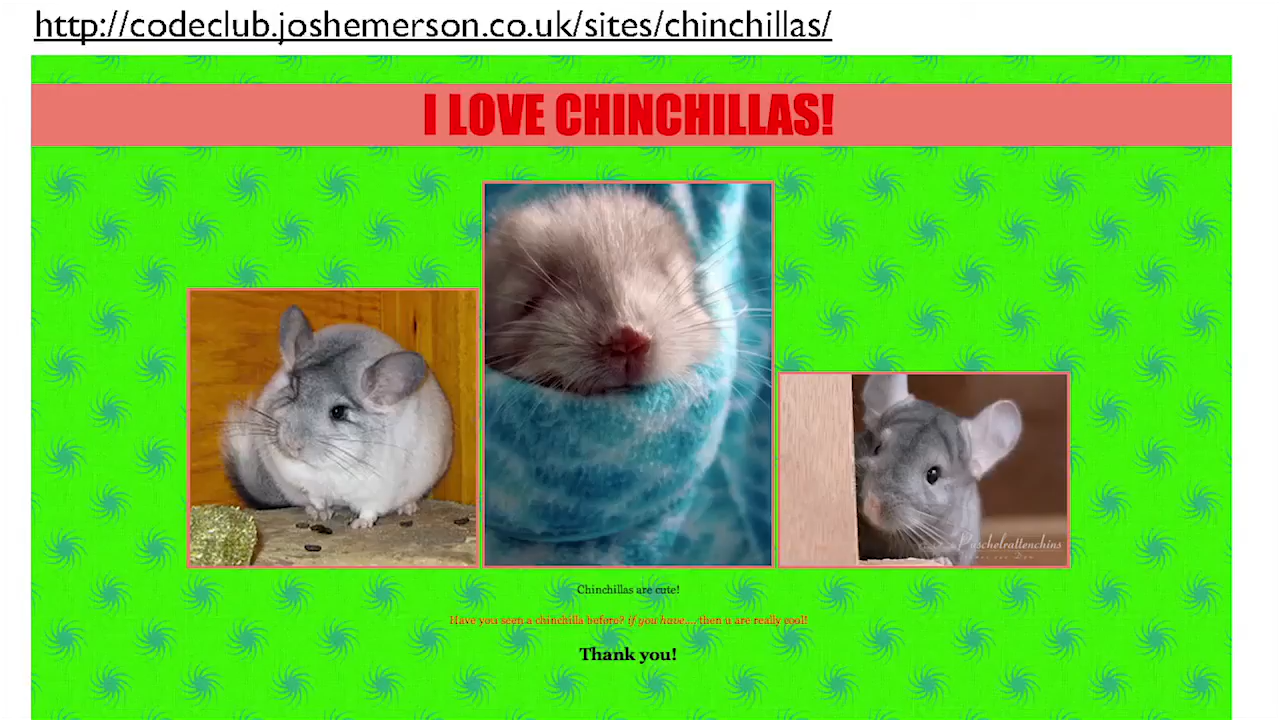 http://codeclub.joshemerson.co.uk/sites/chinchillas/
I LOVE CHINCHILLAS!
Puschelrattenchins
Chinchillas are cute!
Have you seen a chinchilla before? if you have.... then u are really cool!
Thank you!